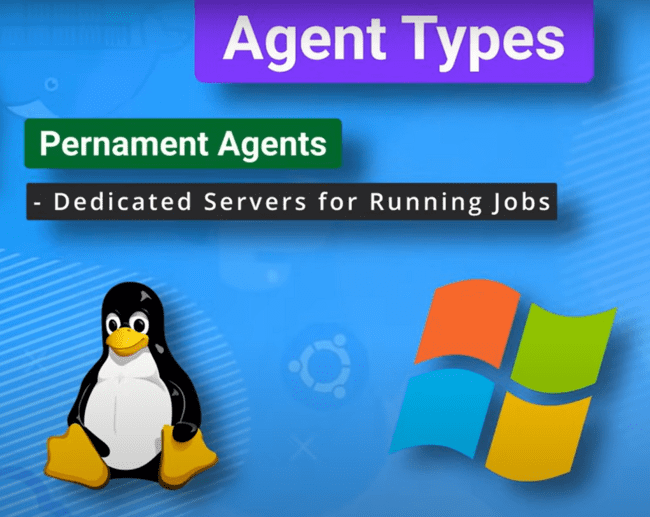 Agent Types
Pernament Agents
- Dedicated Servers for Running Jobs